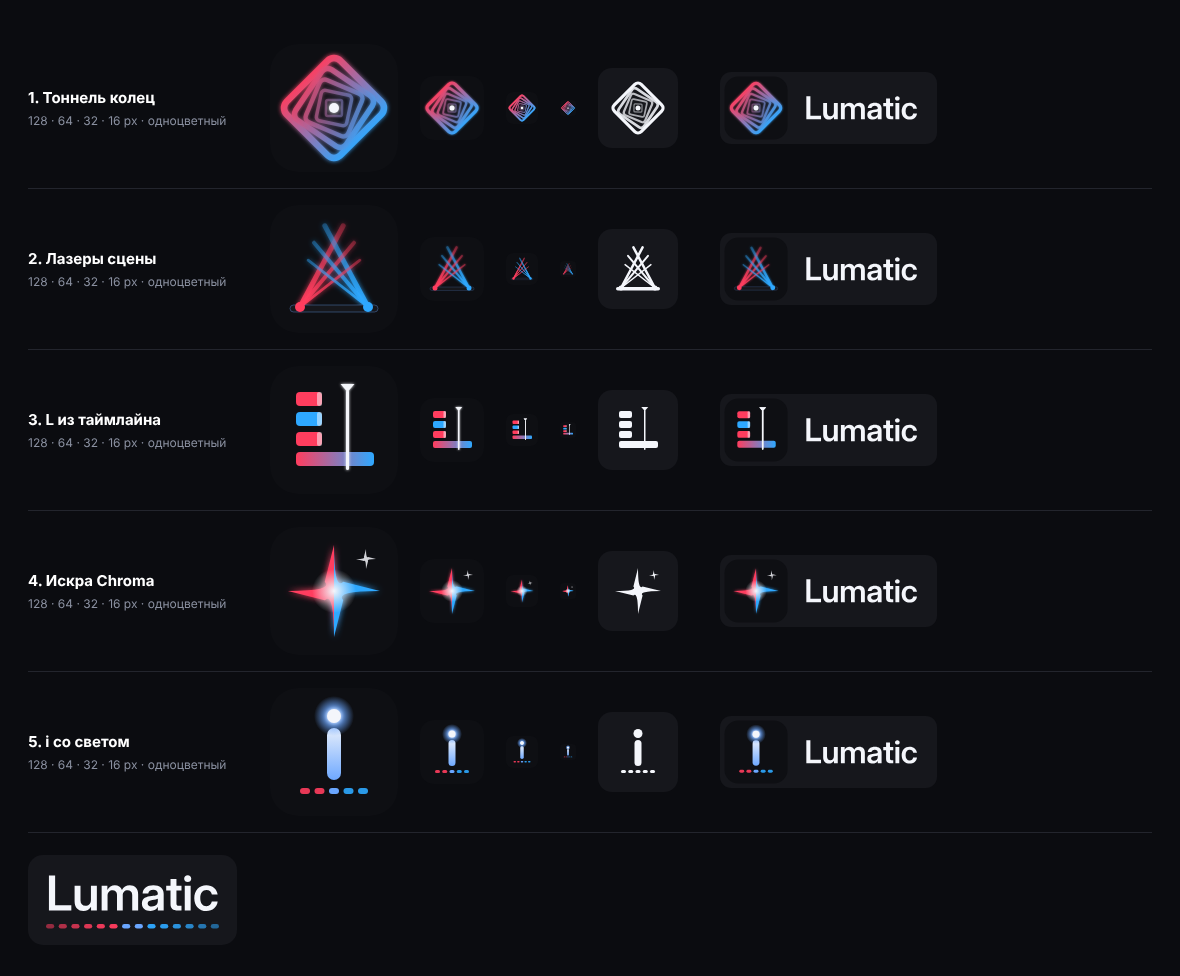 1. Тоннель колец
128 · 64 · 32 · 16 px · одноцветный
Lumatic
2. Лазеры сцены
128 · 64 · 32 · 16 px · одноцветный
Lumatic
3. L из таймлайна
128 · 64 · 32 · 16 px · одноцветный
Lumatic
4. Искра Chroma
128 · 64 · 32 · 16 px · одноцветный
Lumatic
5. i со светом
128 · 64 · 32 · 16 px · одноцветный
Lumatic
Lumatic